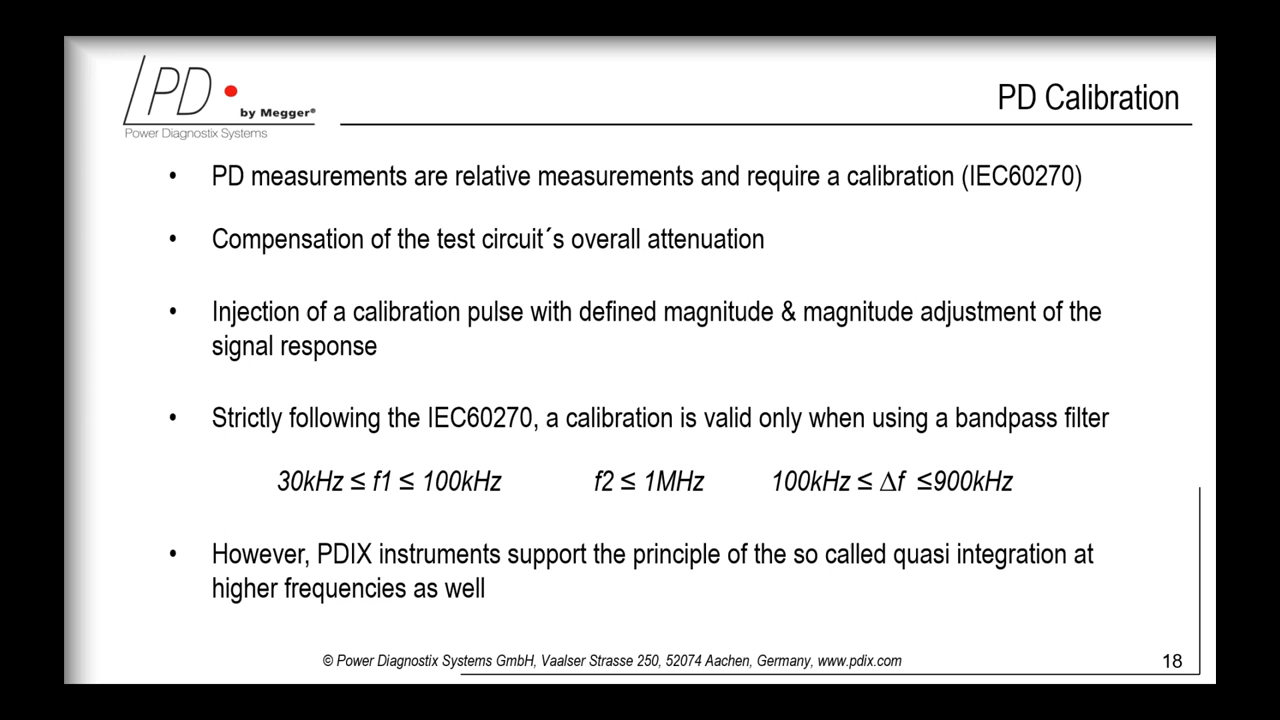 PD
by Megger®
Power Diagnostix Systems
PD Calibration
• PD measurements are relative measurements and require a calibration (IEC60270)
• Compensation of the test circuit´s overall attenuation
• Injection of a calibration pulse with defined magnitude & magnitude adjustment of the
signal response
• Strictly following the IEC60270, a calibration is valid only when using a bandpass filter
30kHz ≤ f1 ≤ 100kHz f2 ≤ 1MHz 100kHz ≤ ∆f ≤900kHz
• However, PDIX instruments support the principle of the so called quasi integration at
higher frequencies as well
© Power Diagnostix Systems GmbH, Vaalser Strasse 250, 52074 Aachen, Germany, www.pdix.com
18